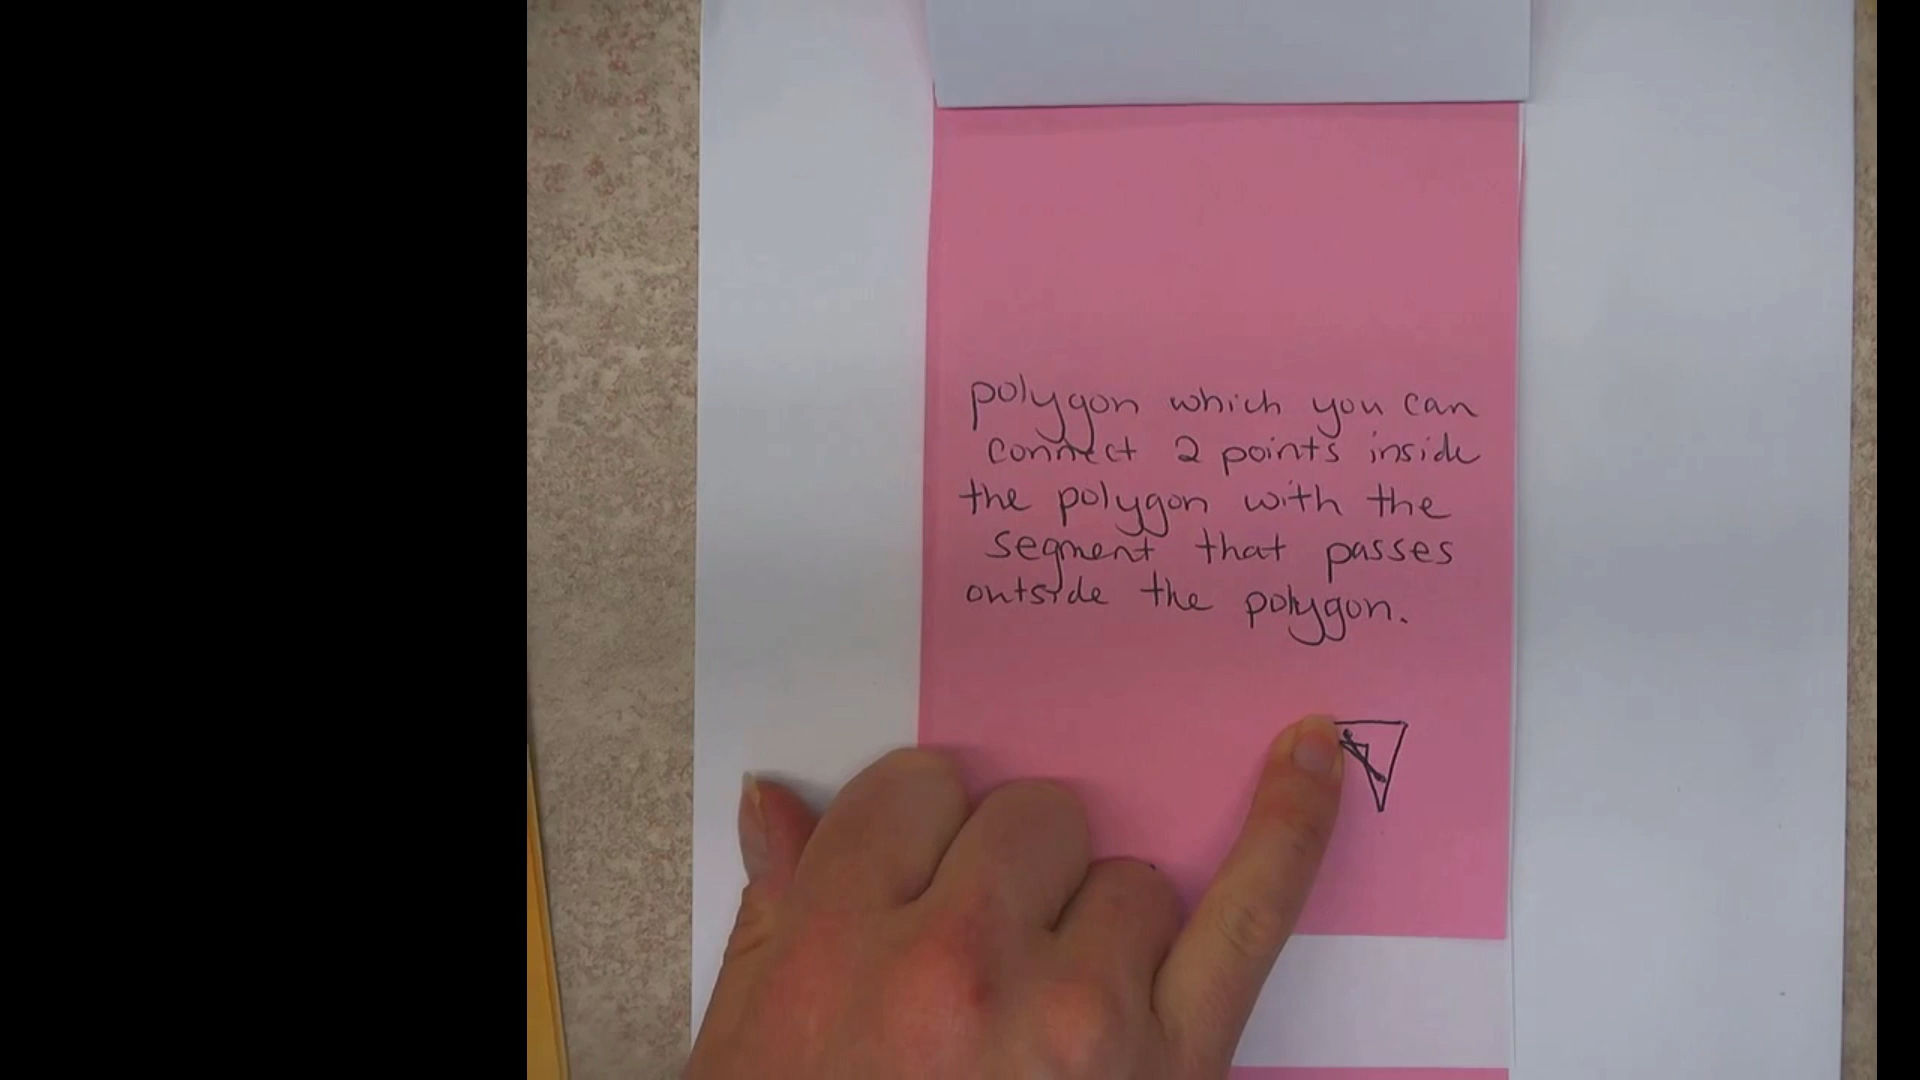 polygon which you can
connect 2 points inside
the polygon with the
segment that passes
outside the polygon.